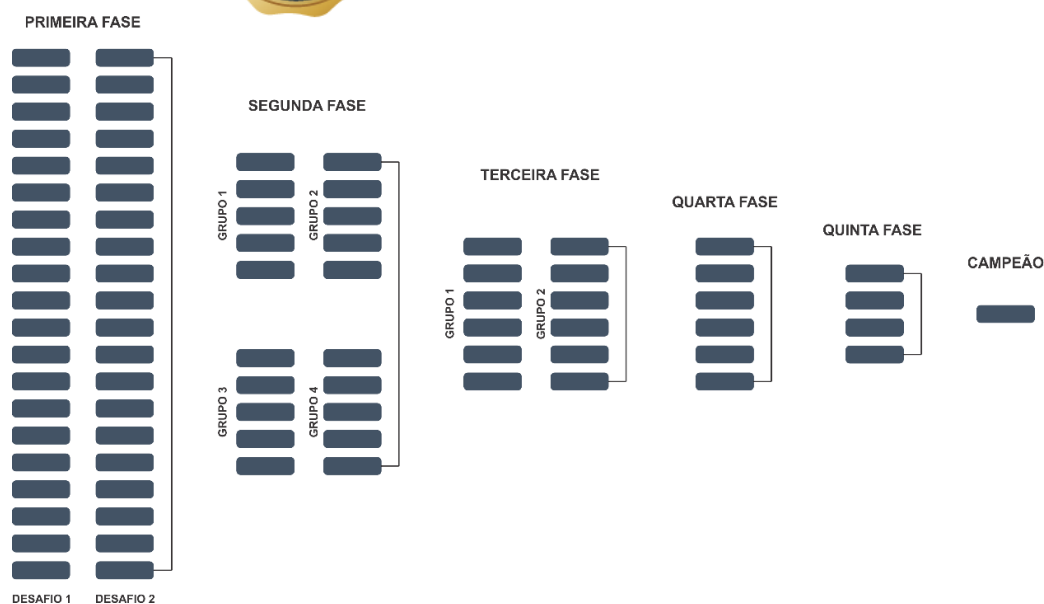 PRIMEIRA FASE
DESAFIO 1
DESAFIO 2
SEGUNDA FASE
GRUPO 1
GRUPO 2
GRUPO 3
GRUPO 4
TERCEIRA FASE
GRUPO 1
GRUPO 2
QUARTA FASE
QUINTA FASE
CAMPEÃO